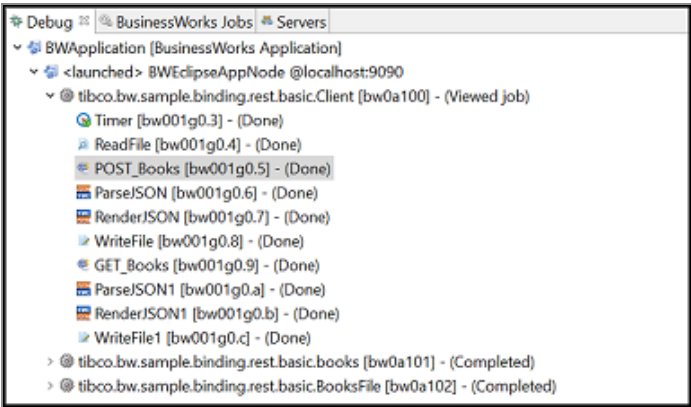 Debug BusinessWorks Jobs Servers
BWApplication [BusinessWorks Application]
<launched> BWEclipseAppNode @localhost:9090
tibco.bw.sample.binding.rest.basic.Client [bw0a100] - (Viewed job)
Timer [bw001g0.3] - (Done)
ReadFile [bw001g0.4] - (Done)
POST_Books [bw001g0.5] - (Done)
ParseJSON [bw001g0.6] - (Done)
RenderJSON [bw001g0.7] - (Done)
WriteFile [bw001g0.8] - (Done)
GET_Books [bw001g0.9] - (Done)
ParseJSON1 [bw001g0.a] - (Done)
RenderJSON1 [bw001g0.b] - (Done)
WriteFile1 [bw001g0.c] - (Done)
tibco.bw.sample.binding.rest.basic.books [bw0a101] - (Completed)
tibco.bw.sample.binding.rest.basic.BooksFile [bw0a102] - (Completed)